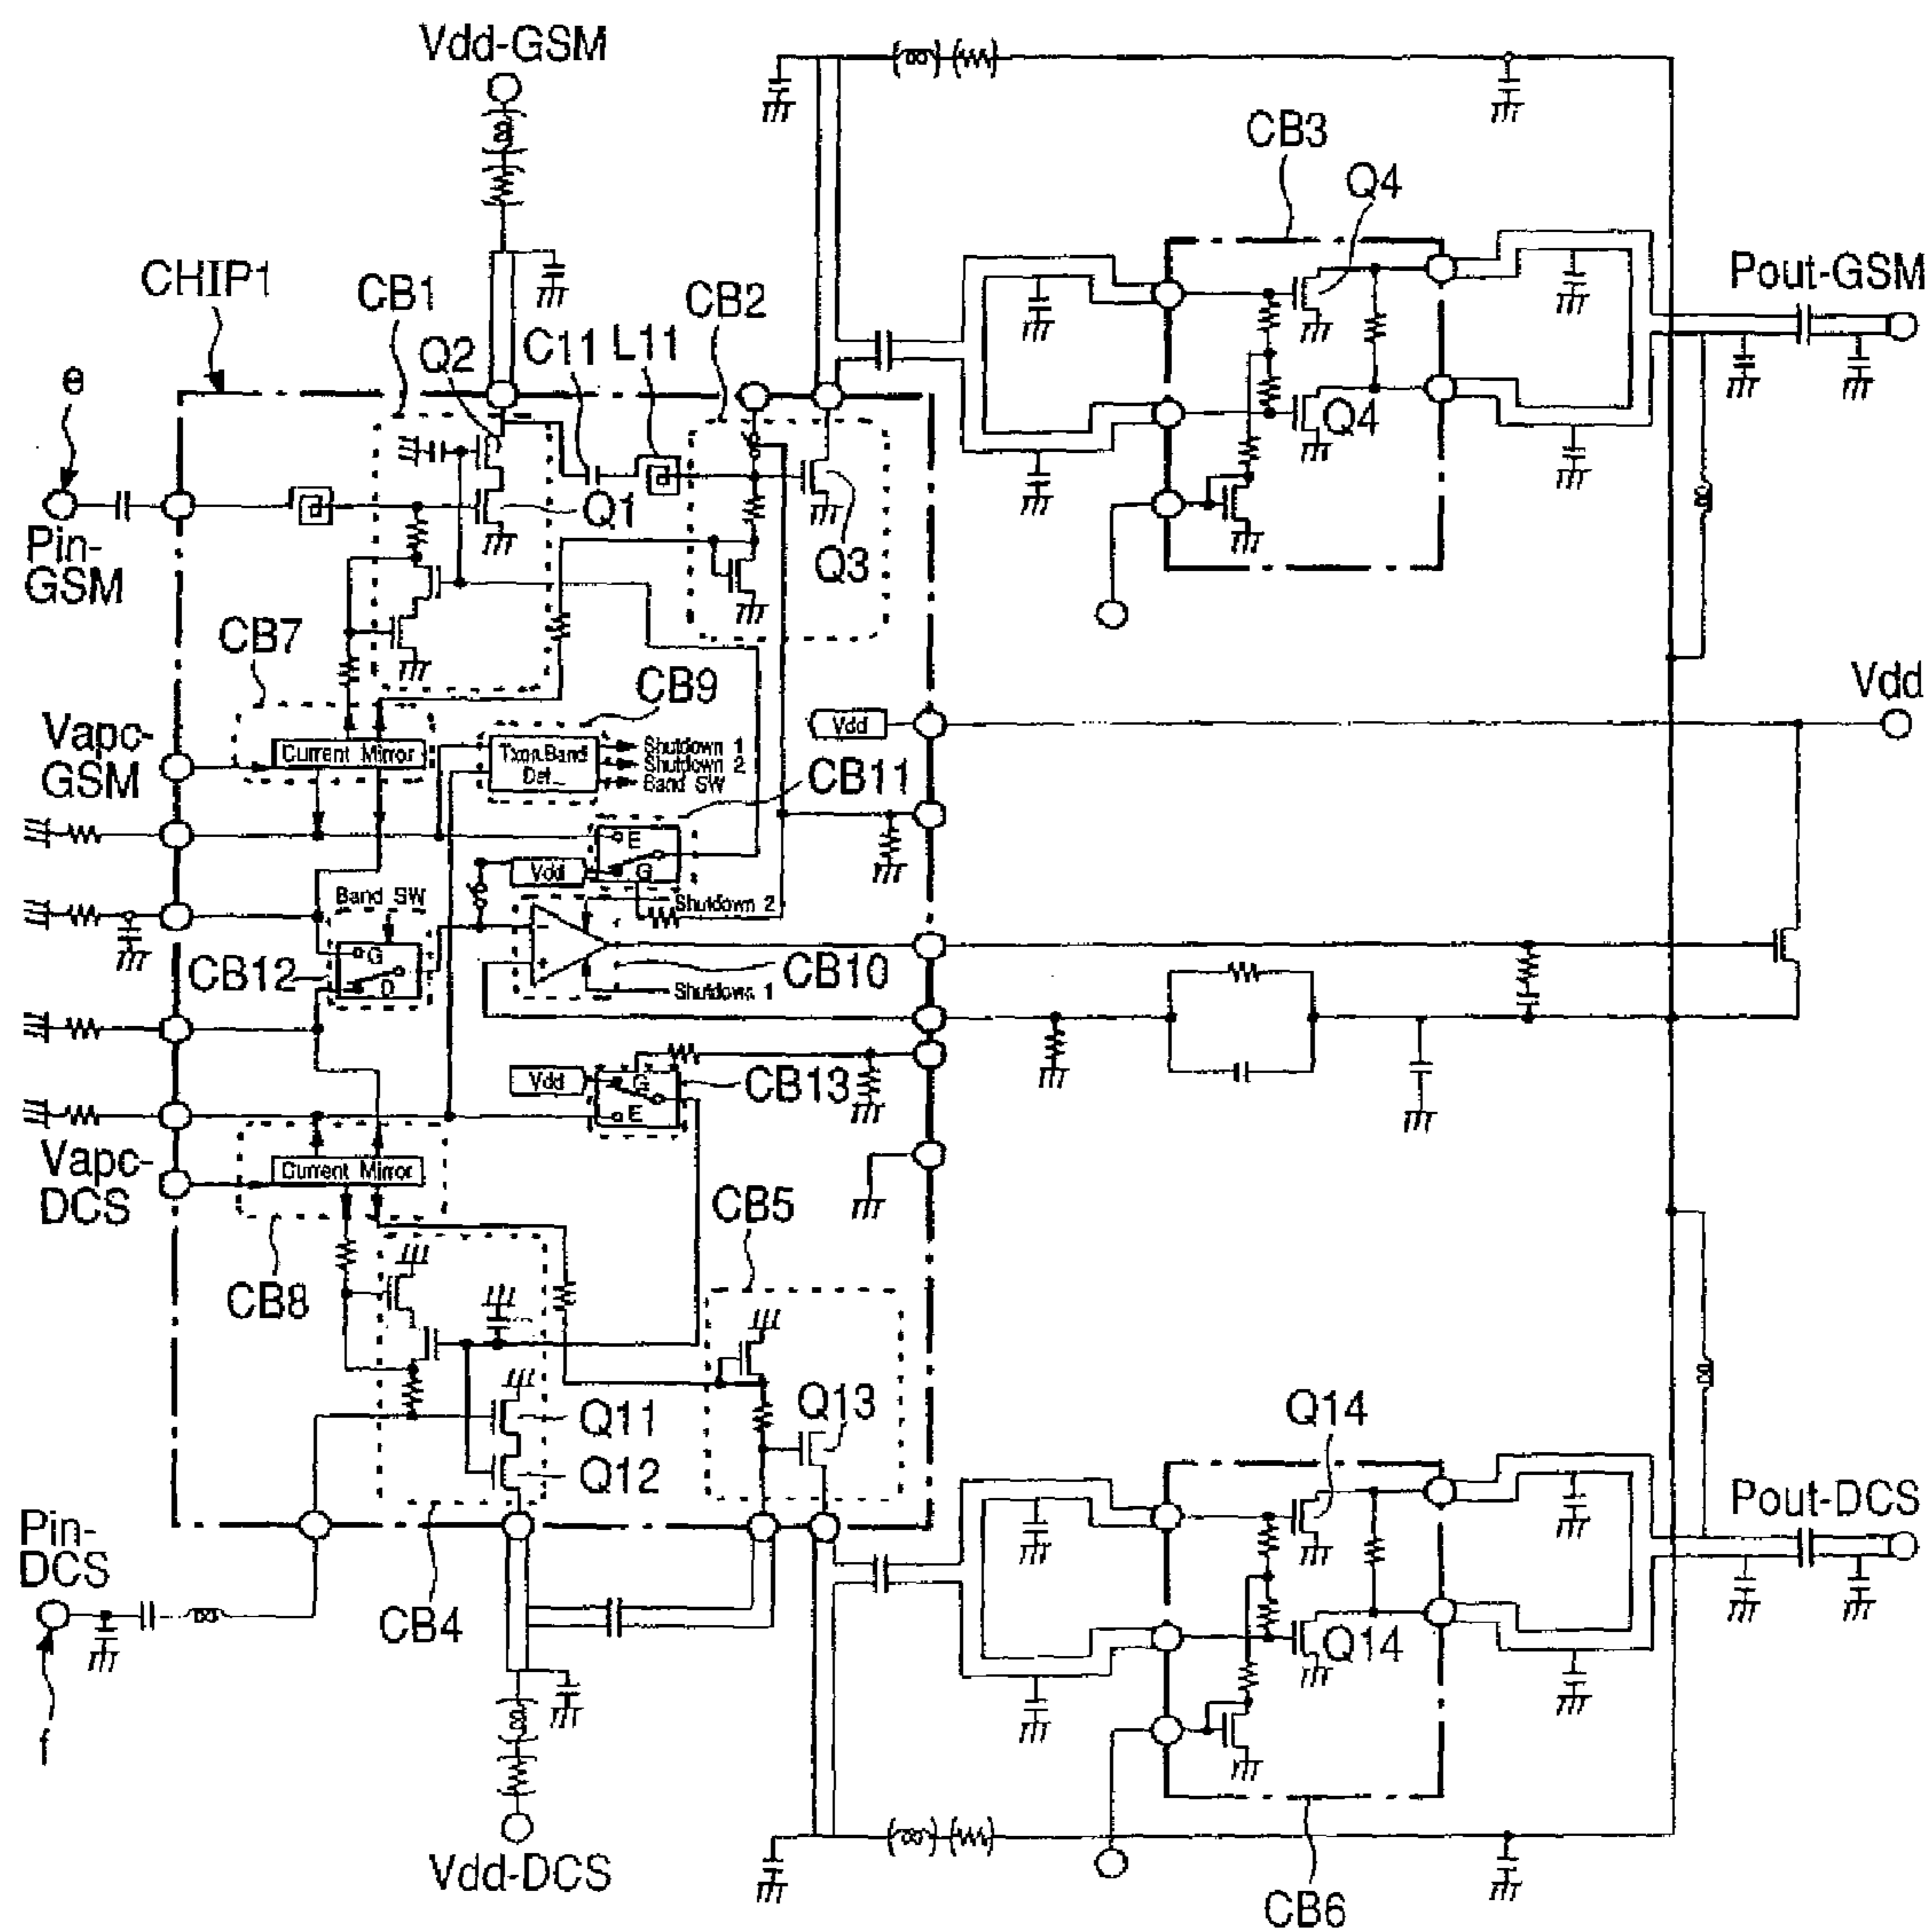 Vdd-GSM
CB3
Q4
CHIP1
CB1
CB2
Pout-GSM
Q2
C11
L11
e
Q4
Q1
Pin-
GSM
Q3
CB7
CB9
Vdd
Vapc-
GSM
Current Mirror
Vdd
Shutdown 1
Shutdown 2
Band SW
CB11
E
Vdd
G
Band SW
Shutdown 2
G
D
CB12
-
+
CB10
Shutdown 1
Vdd
G
E
CB13
Vapc-
DCS
Current Mirror
CB5
CB8
Q13
Q11
Q14
Q12
Pout-DCS
Pin-
DCS
CB4
Q14
f
Vdd-DCS
CB6